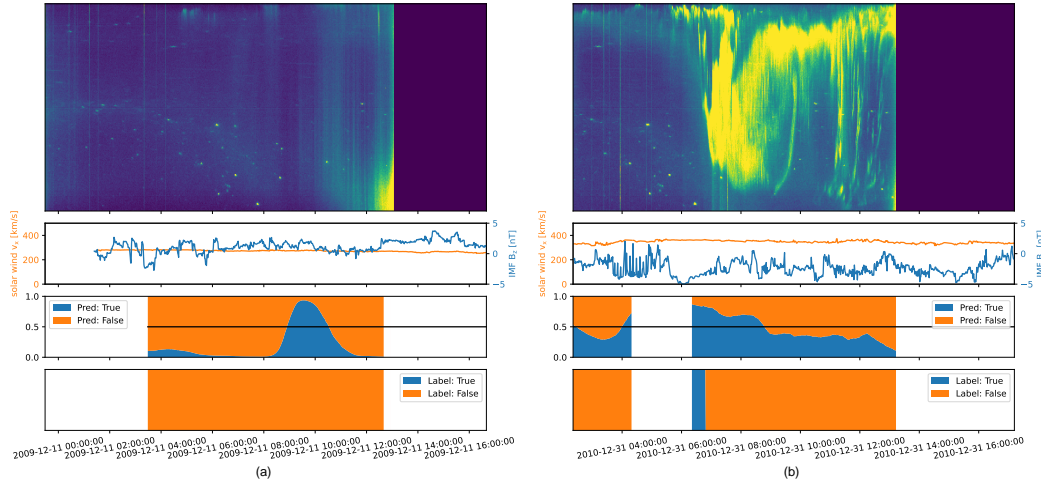 solar wind vₓ [km/s]
400
200
0
5
0
−5
IMF B_z [nT]
1.0
0.5
0.0
Pred: True
Pred: False
Label: True
Label: False
2009-12-11 00:00:00
2009-12-11 02:00:00
2009-12-11 04:00:00
2009-12-11 06:00:00
2009-12-11 08:00:00
2009-12-11 10:00:00
2009-12-11 12:00:00
2009-12-11 14:00:00
2009-12-11 16:00:00
(a)
solar wind vₓ [km/s]
400
200
0
5
0
−5
IMF B_z [nT]
1.0
0.5
0.0
Pred: True
Pred: False
Label: True
Label: False
2010-12-31 04:00:00
2010-12-31 06:00:00
2010-12-31 08:00:00
2010-12-31 10:00:00
2010-12-31 12:00:00
2010-12-31 14:00:00
2010-12-31 16:00:00
(b)